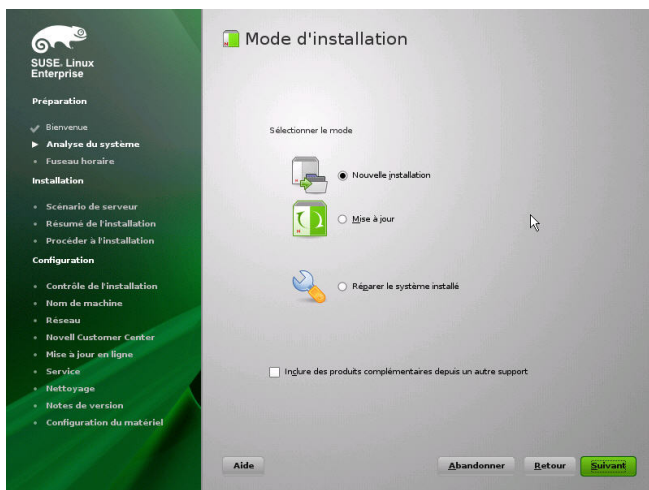 SUSE® Linux
Enterprise
Préparation
Bienvenue
Analyse du système
Fuseau horaire
Installation
Scénario de serveur
Résumé de l'installation
Procéder à l'installation
Configuration
Contrôle de l'installation
Nom de machine
Réseau
Novell Customer Center
Mise à jour en ligne
Service
Nettoyage
Notes de version
Configuration du matériel
Mode d'installation
Sélectionner le mode
Nouvelle installation
Mise à jour
Réparer le système installé
Inclure des produits complémentaires depuis un autre support
Aide
Abandonner
Retour
Suivant